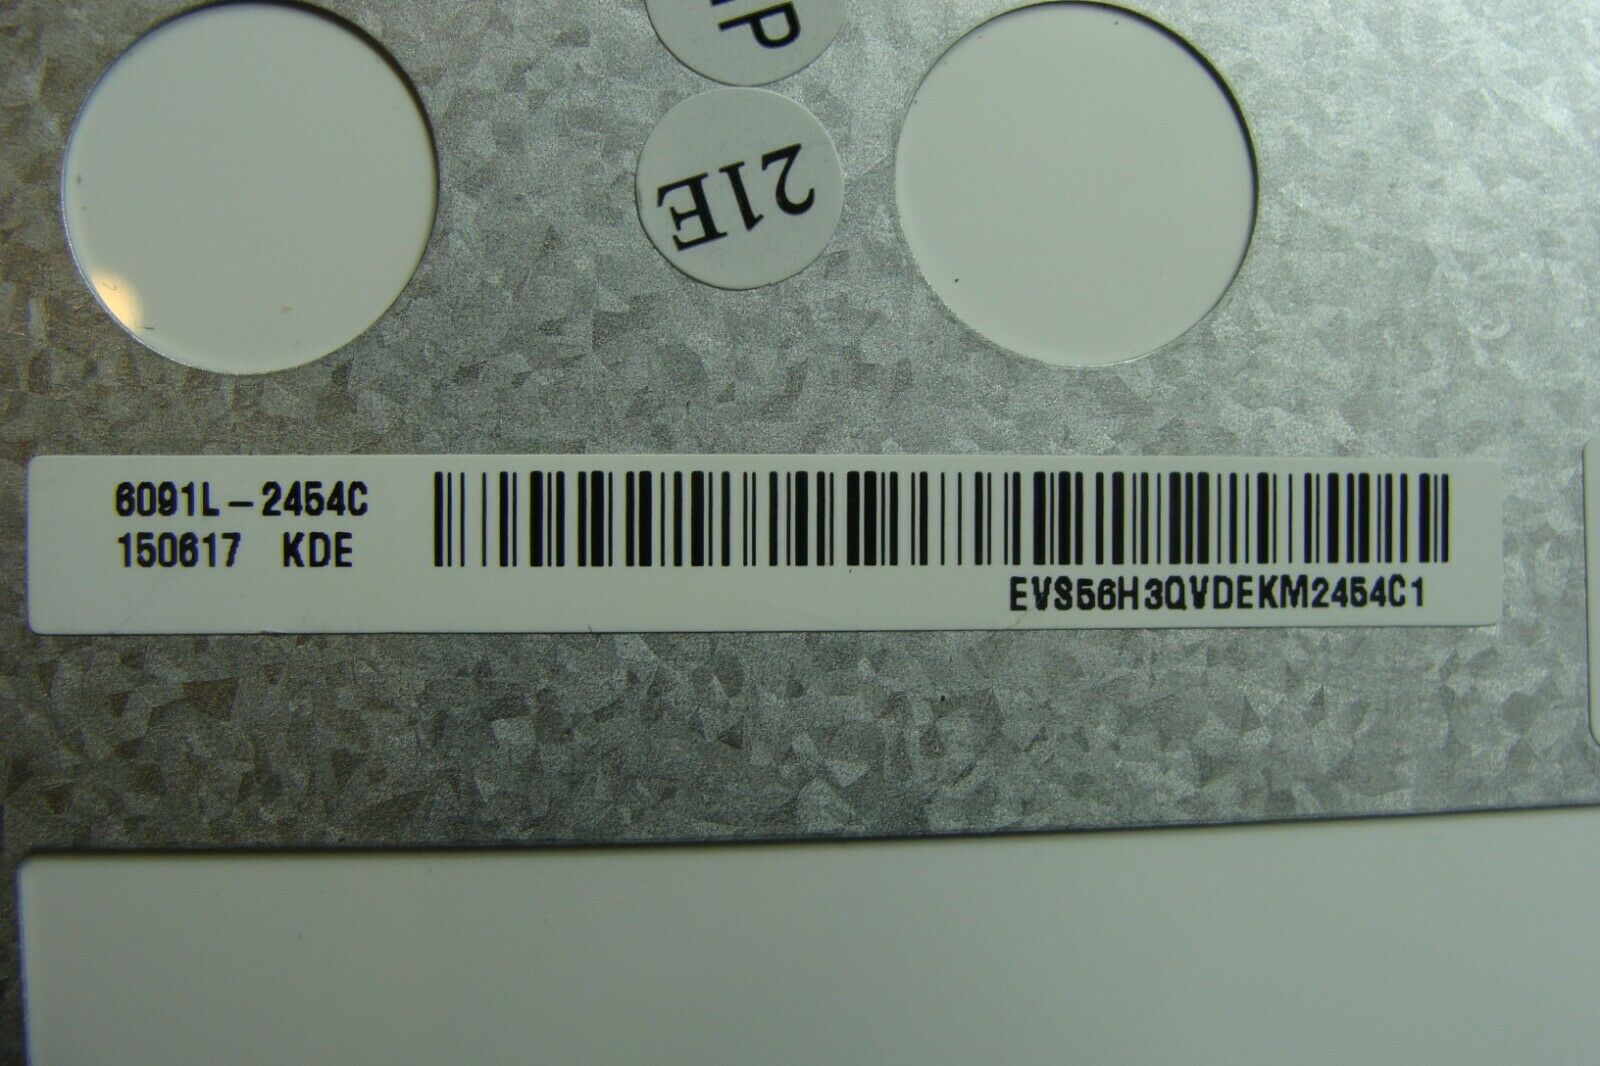 21E
6091L-2454C
150617 KDE
EVS56H3QVDEKM2454C1